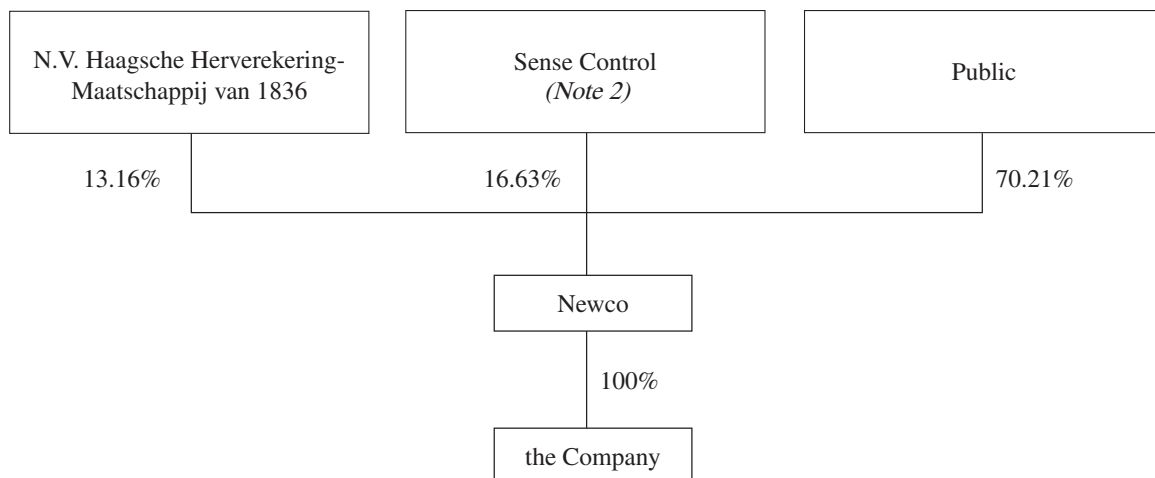 N.V. Haagsche Herverekering-
Maatschappij van 1836
Sense Control
(Note 2)
Public
13.16%
16.63%
70.21%
Newco
100%
the Company